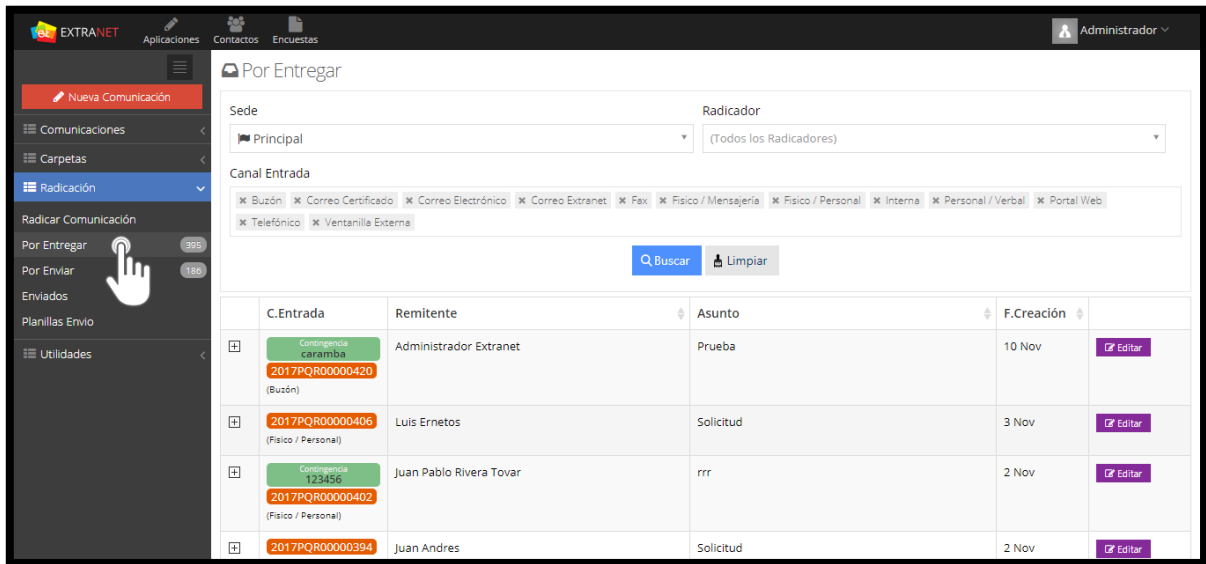 EXTRANET
Aplicaciones
Contactos
Encuestas
Administrador
Nueva Comunicación
Comunicaciones
Carpetas
Radicación
Radicar Comunicación
Por Entregar 395
Por Enviar 186
Enviados
Planillas Envio
Utilidades
Por Entregar
Sede
Radicador
Principal
(Todos los Radicadores)
Canal Entrada
Buzón Correo Certificado Correo Electrónico Correo Extranet Fax Fisico / Mensajería Fisico / Personal Interna Personal / Verbal Portal Web
Telefónico Ventanilla Externa
Buscar Limpiar
C.Entrada Remitente Asunto F.Creación
Contingencia
caramba
2017PQR00000420
(Buzón)
Administrador Extranet
Prueba
10 Nov
Editar
2017PQR00000406
(Fisico / Personal)
Luis Ernetos
Solicitud
3 Nov
Editar
Contingencia
123456
2017PQR00000402
(Fisico / Personal)
Juan Pablo Rivera Tovar
rrr
2 Nov
Editar
2017PQR00000394
Juan Andres
Solicitud
2 Nov
Editar